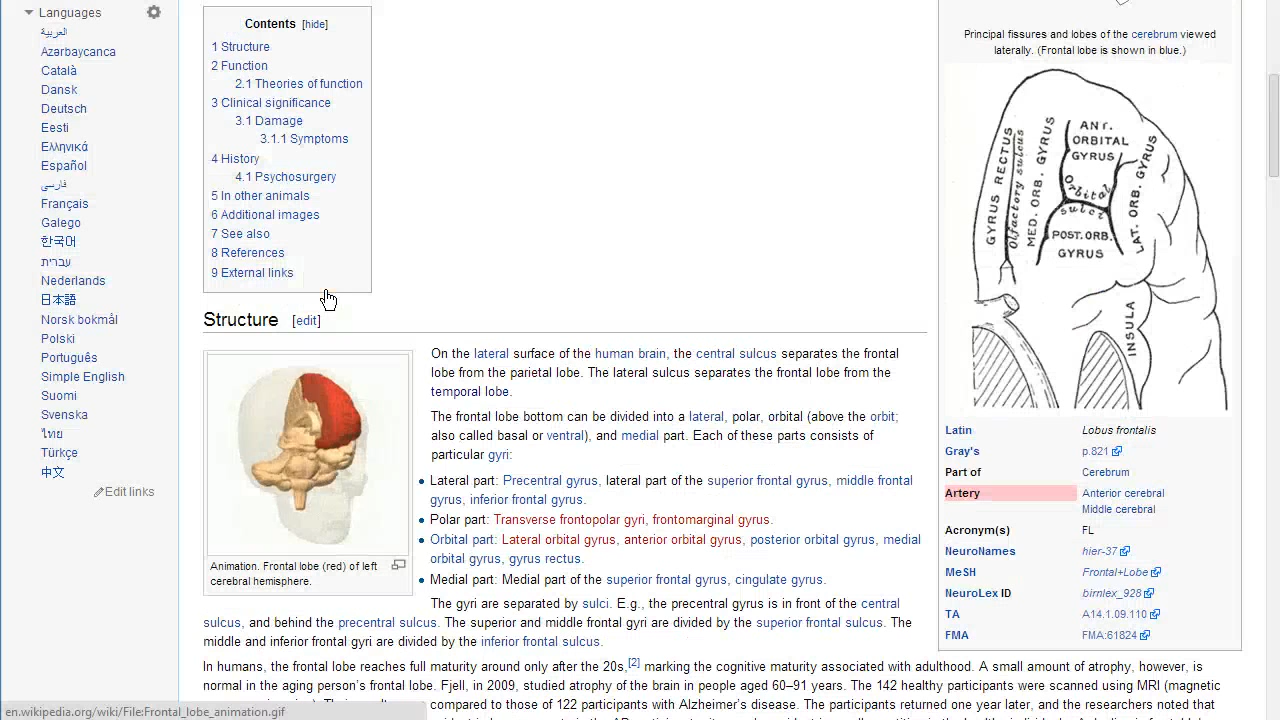 Languages
العربية
Azərbaycanca
Català
Dansk
Deutsch
Eesti
Ελληνικά
Español
فارسی
Français
Galego
한국어
עברית
Nederlands
日本語
Norsk bokmål
Polski
Português
Simple English
Suomi
Svenska
ไทย
Türkçe
中文
Edit links
Contents [hide]
1 Structure
2 Function
2.1 Theories of function
3 Clinical significance
3.1 Damage
3.1.1 Symptoms
4 History
4.1 Psychosurgery
5 In other animals
6 Additional images
7 See also
8 References
9 External links
Structure [edit]
Animation. Frontal lobe (red) of left
cerebral hemisphere.
On the lateral surface of the human brain, the central sulcus separates the frontal
lobe from the parietal lobe. The lateral sulcus separates the frontal lobe from the
temporal lobe.
The frontal lobe bottom can be divided into a lateral, polar, orbital (above the orbit;
also called basal or ventral), and medial part. Each of these parts consists of
particular gyri:
Lateral part: Precentral gyrus, lateral part of the superior frontal gyrus, middle frontal
gyrus, inferior frontal gyrus.
Polar part: Transverse frontopolar gyri, frontomarginal gyrus.
Orbital part: Lateral orbital gyrus, anterior orbital gyrus, posterior orbital gyrus, medial
orbital gyrus, gyrus rectus.
Medial part: Medial part of the superior frontal gyrus, cingulate gyrus.
The gyri are separated by sulci. E.g., the precentral gyrus is in front of the central
sulcus, and behind the precentral sulcus. The superior and middle frontal gyri are divided by the superior frontal sulcus. The
middle and inferior frontal gyri are divided by the inferior frontal sulcus.
In humans, the frontal lobe reaches full maturity around only after the 20s,[2] marking the cognitive maturity associated with adulthood. A small amount of atrophy, however, is
normal in the aging person's frontal lobe. Fjell, in 2009, studied atrophy of the brain in people aged 60–91 years. The 142 healthy participants were scanned using MRI (magnetic
compared to those of 122 participants with Alzheimer's disease. The participants returned one year later, and the researchers noted that
en.wikipedia.org/wiki/File:Frontal_lobe_animation.gif
Principal fissures and lobes of the cerebrum viewed
laterally. (Frontal lobe is shown in blue.)
GYRUS RECTUS
Olfactory sulcus
MED. ORB. GYRUS
ANT.
ORBITAL
GYRUS
Orbital
sulci
POST. ORB.
GYRUS
LAT. ORB. GYRUS
INSULA
Latin Lobus frontalis
Gray's p.821
Part of Cerebrum
Artery Anterior cerebral
Middle cerebral
Acronym(s) FL
NeuroNames hier-37
MeSH Frontal+Lobe
NeuroLex ID birnlex_928
TA A14.1.09.110
FMA FMA:61824